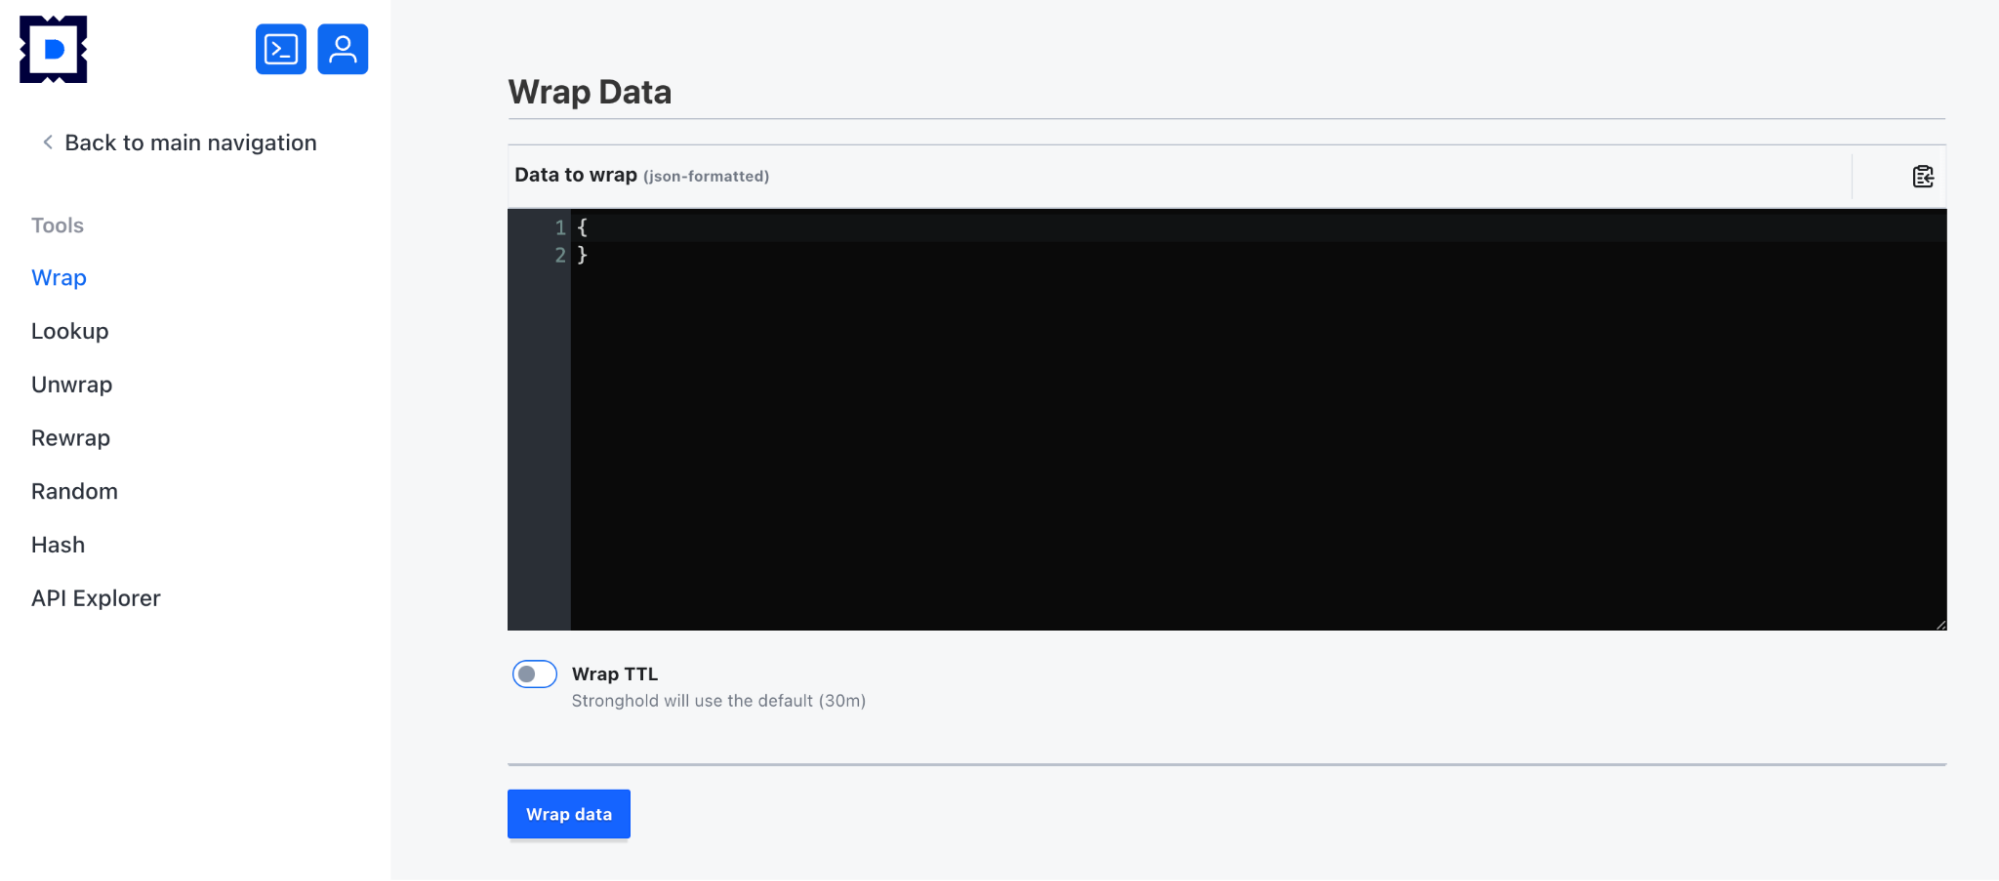 Back to main navigation
Tools
Wrap
Lookup
Unwrap
Rewrap
Random
Hash
API Explorer
Wrap Data
Data to wrap (json-formatted)
1 {
2 }
Wrap TTL
Stronghold will use the default (30m)
Wrap data